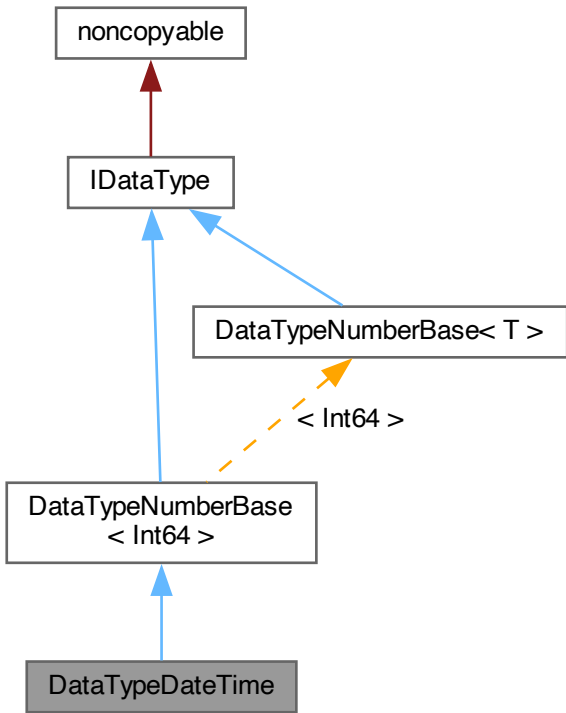 noncopyable
IDataType
DataTypeNumberBase< T >
< Int64 >
DataTypeNumberBase
< Int64 >
DataTypeDateTime